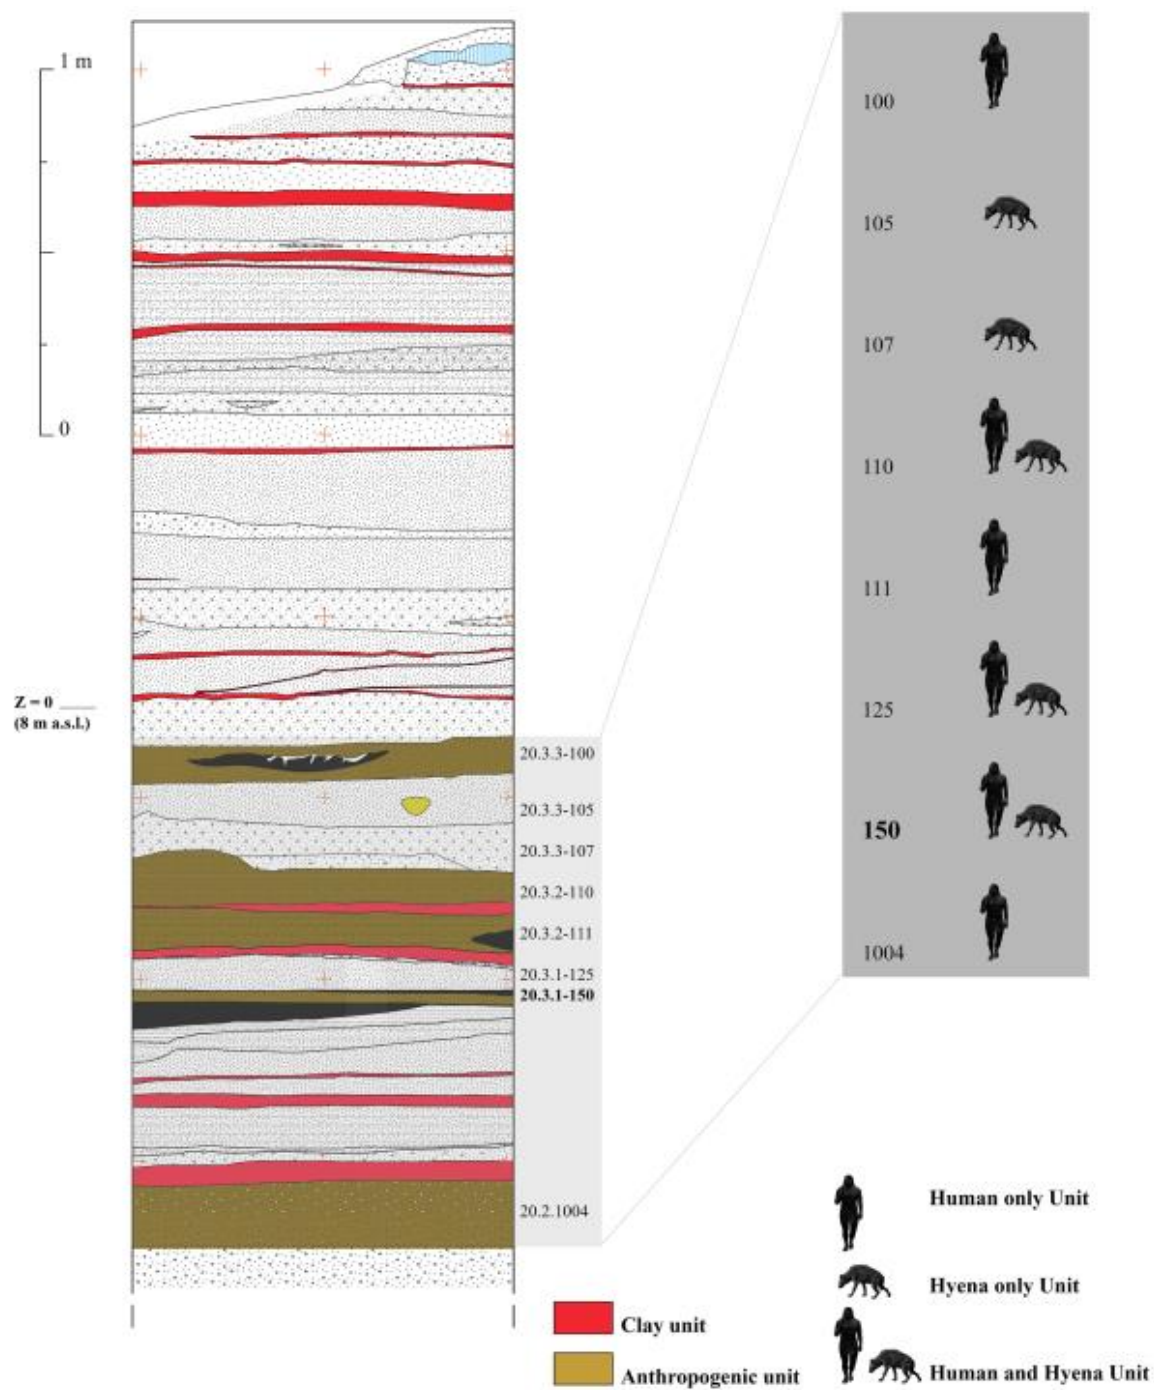 1 m
0
Z = 0
(8 m a.s.l.)
20.3.3-100
20.3.3-105
20.3.3-107
20.3.2-110
20.3.2-111
20.3.1-125
20.3.1-150
20.2.1004
100
105
107
110
111
125
150
1004
Clay unit
Anthropogenic unit
Human only Unit
Hyena only Unit
Human and Hyena Unit